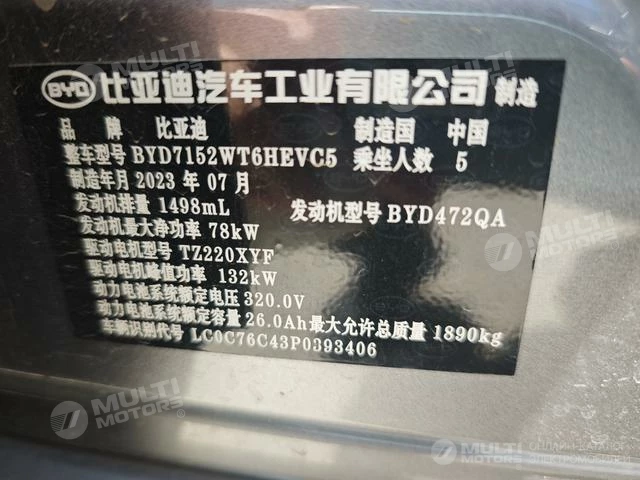 BYD 比亚迪汽车工业有限公司 制造
品 牌 比亚迪 制造国 中国
整车型号 BYD7152WT6HEVC5 乘坐人数 5
制造年月 2023 年 07 月
发动机排量 1498mL 发动机型号 BYD472QA
发动机最大净功率 78kW
驱动电机型号 TZ220XYF
驱动电机峰值功率 132kW
动力电池系统额定电压 320.0V
动力电池系统额定容量 26.0Ah 最大允许总质量 1890kg
车辆识别代号 LC0C76C43P0393406
MULTI MOTORS
MULTI MOTORS
MULTI MOTORS
MULTI MOTORS